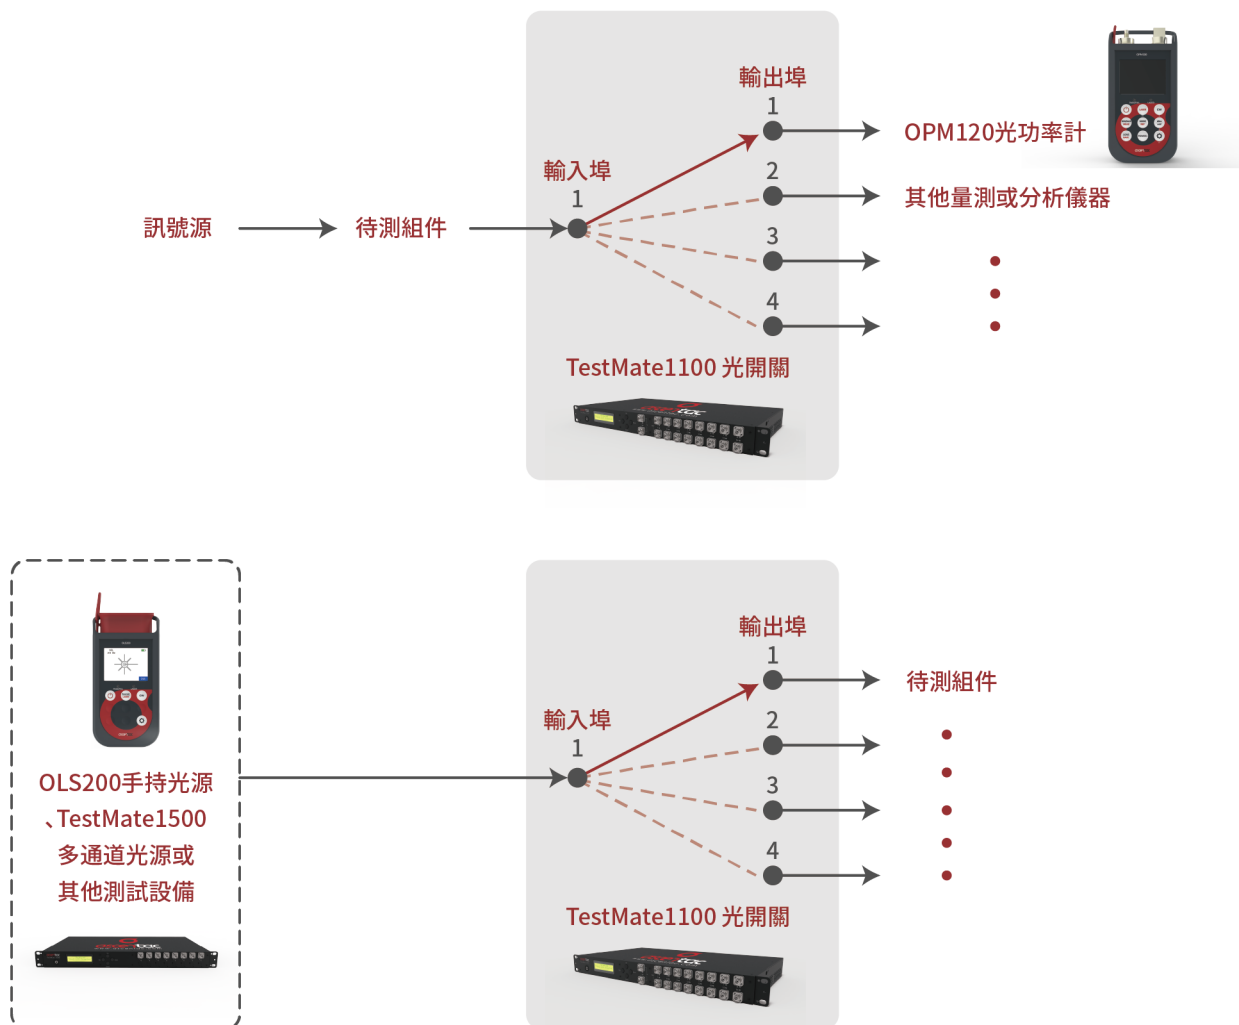 輸出埠
1
OPM120光功率計
輸入埠
1
2
其他量測或分析儀器
訊號源
待測組件
3
4
TestMate1100 光開關
輸出埠
1
待測組件
輸入埠
1
2
3
4
OLS200手持光源
、TestMate1500
多通道光源或
其他測試設備
TestMate1100 光開關